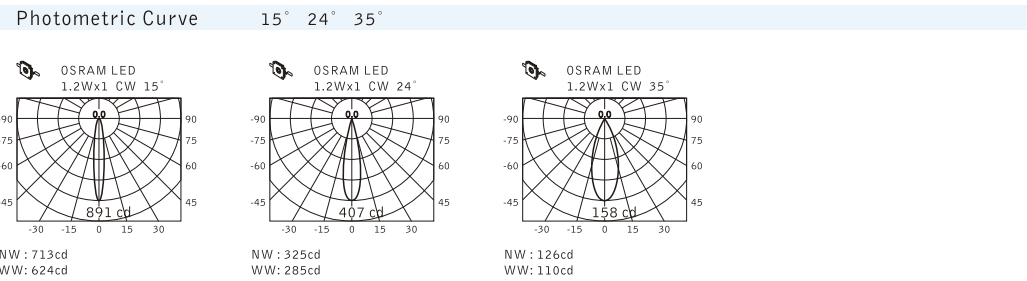 Photometric Curve 15° 24° 35°
OSRAM LED
1.2Wx1 CW 15°
0.0
-90 90
-75 75
-60 60
-45 45
891 cd
-30 -15 0 15 30
NW : 713cd
WW: 624cd
OSRAM LED
1.2Wx1 CW 24°
0.0
-90 90
-75 75
-60 60
-45 45
407 cd
-30 -15 0 15 30
NW : 325cd
WW: 285cd
OSRAM LED
1.2Wx1 CW 35°
0.0
-90 90
-75 75
-60 60
-45 45
158 cd
-30 -15 0 15 30
NW : 126cd
WW: 110cd